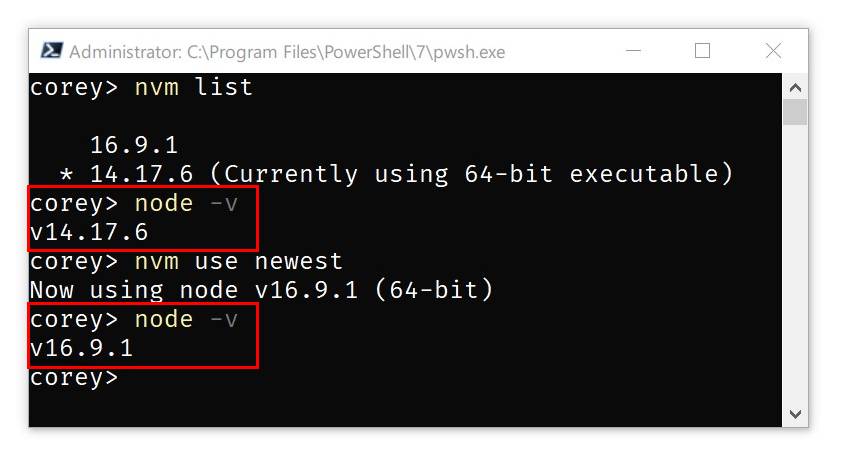 Administrator: C:\Program Files\PowerShell\7\pwsh.exe
corey> nvm list
16.9.1
* 14.17.6 (Currently using 64-bit executable)
corey> node -v
v14.17.6
corey> nvm use newest
Now using node v16.9.1 (64-bit)
corey> node -v
v16.9.1
corey>